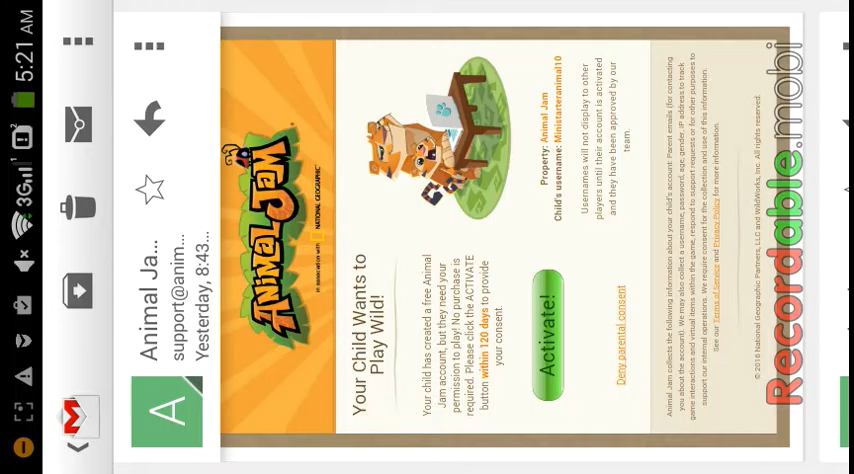 5:21 AM
3G
Animal Ja...
support@anim...
Yesterday, 8:43...
A
ANIMAL JAM
in association with NATIONAL GEOGRAPHIC
Your Child Wants to
Play Wild!
Your child has created a free Animal
Jam account, but they need your
permission to play! No purchase is
required. Please click the ACTIVATE
button within 120 days to provide
your consent.
Property: Animal Jam
Child's username: Ministarteranimal10
Usernames will not display to other
players until their account is activated
and they have been approved by our
team.
Activate!
Deny parental consent
Animal Jam collects the following information about your child's account: Parent emails (for contacting
you about the account). We may also collect a username, password, age, gender, IP address to track
game interactions and virtual items within the game, respond to support requests or for other purposes to
support our internal operations. We require consent for the collection and use of this information.
See our Terms of Service and Privacy Policy for more information.
© 2016 National Geographic Partners, LLC and WildWorks, Inc. All rights reserved.
Recordable.mobi